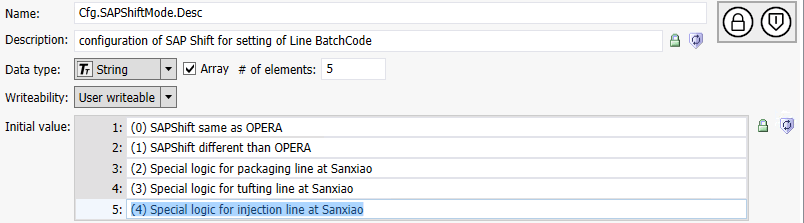 Name: Cfg.SAPShiftMode.Desc
Description: configuration of SAP Shift for setting of Line BatchCode
Data type: String Array # of elements: 5
Writeability: User writeable
Initial value: 1: (0) SAPShift same as OPERA
2: (1) SAPShift different than OPERA
3: (2) Special logic for packaging line at Sanxiao
4: (3) Special logic for tufting line at Sanxiao
5: (4) Special logic for injection line at Sanxiao